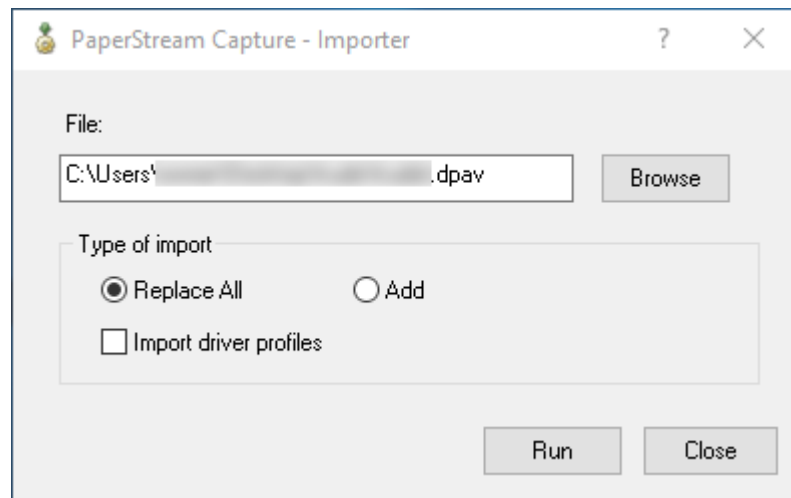 PaperStream Capture - Importer ?
File:
C:\Users\ .dpav Browse
Type of import
Replace All Add
Import driver profiles
Run Close